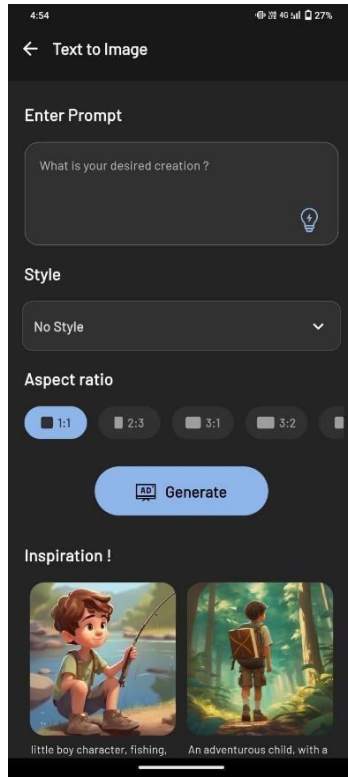 4:54
4G 27%
Text to Image
Enter Prompt
What is your desired creation ?
Style
No Style
Aspect ratio
1:1 2:3 3:1 3:2
AD Generate
Inspiration !
little boy character, fishing, An adventurous child, with a